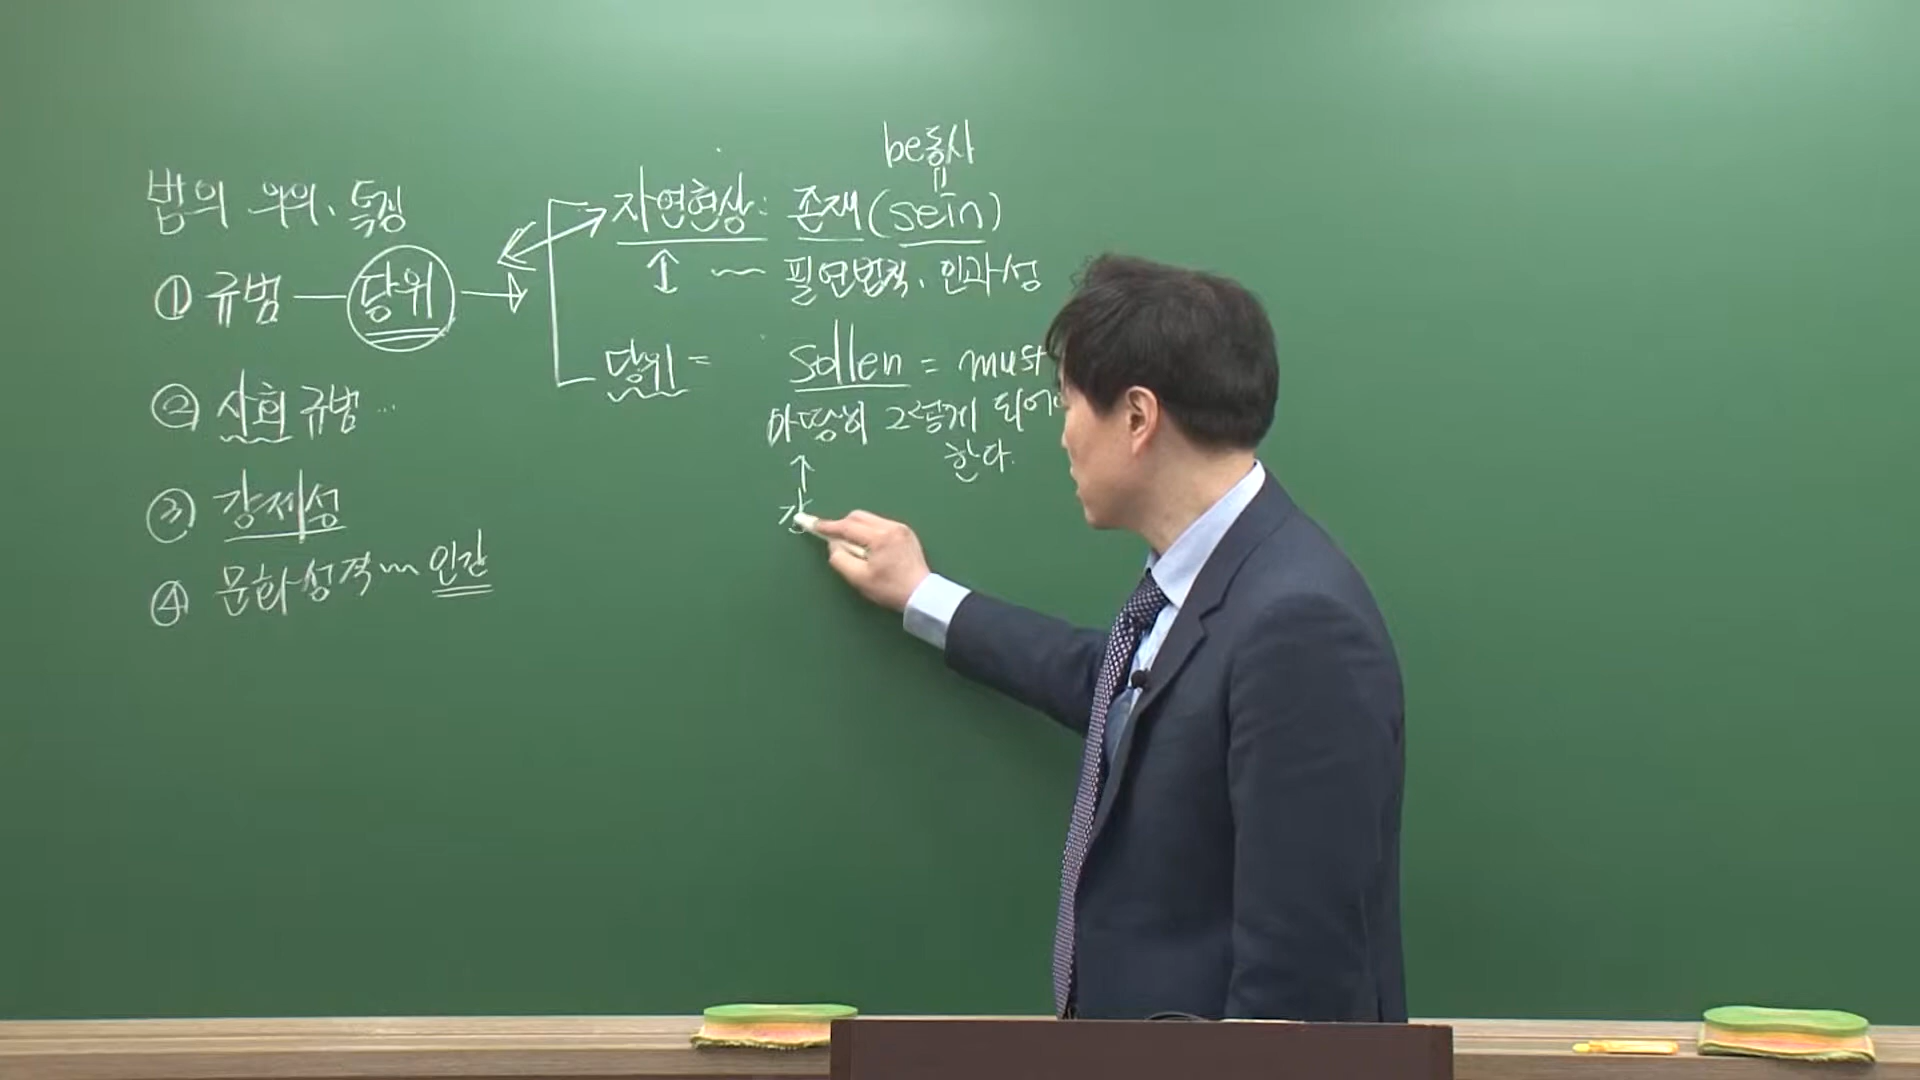 법의 의의, 특징
① 규범 — 당위
② 사회규범 ...
③ 강제성
④ 문화성격 ~ 인간
be동사
자연현상: 존재(sein)
~ 필연법칙, 인과성
당위 = sollen = must
마땅히 그렇게 되어
한다.
강